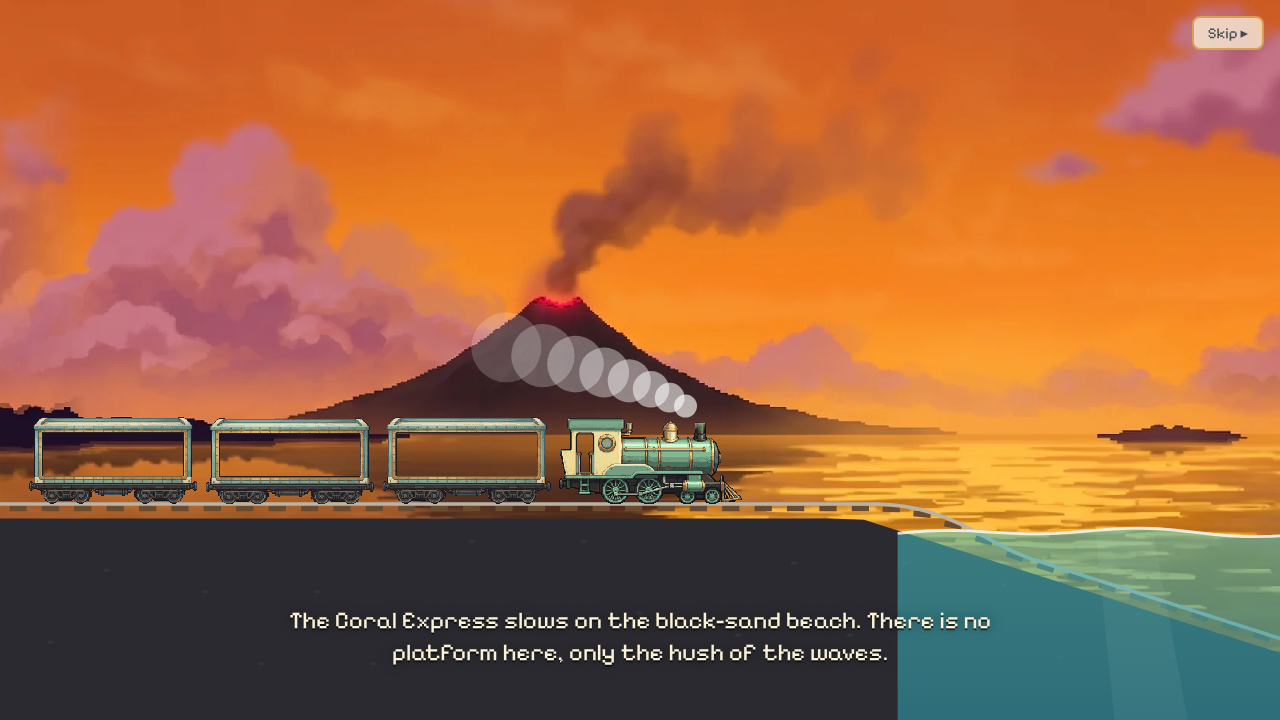 Skip ▸
The Coral Express slows on the black-sand beach. There is no
platform here, only the hush of the waves.